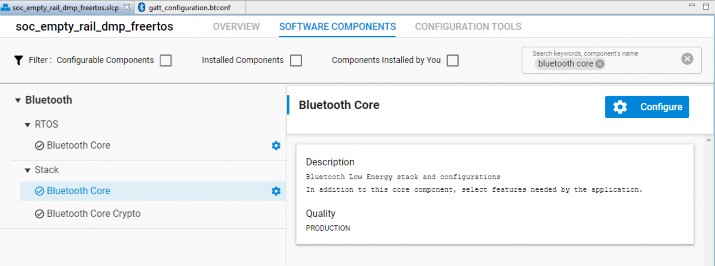 soc_empty_rail_dmp_freertos.slcp
gatt_configuration.btconf
soc_empty_rail_dmp_freertos
OVERVIEW
SOFTWARE COMPONENTS
CONFIGURATION TOOLS
Filter :
Configurable Components
Installed Components
Components Installed by You
Search keywords, component's name
bluetooth core
Bluetooth
RTOS
Bluetooth Core
Stack
Bluetooth Core
Bluetooth Core Crypto
Bluetooth Core
Configure
Description
Bluetooth Low Energy stack and configurations
In addition to this core component, select features needed by the application.
Quality
PRODUCTION